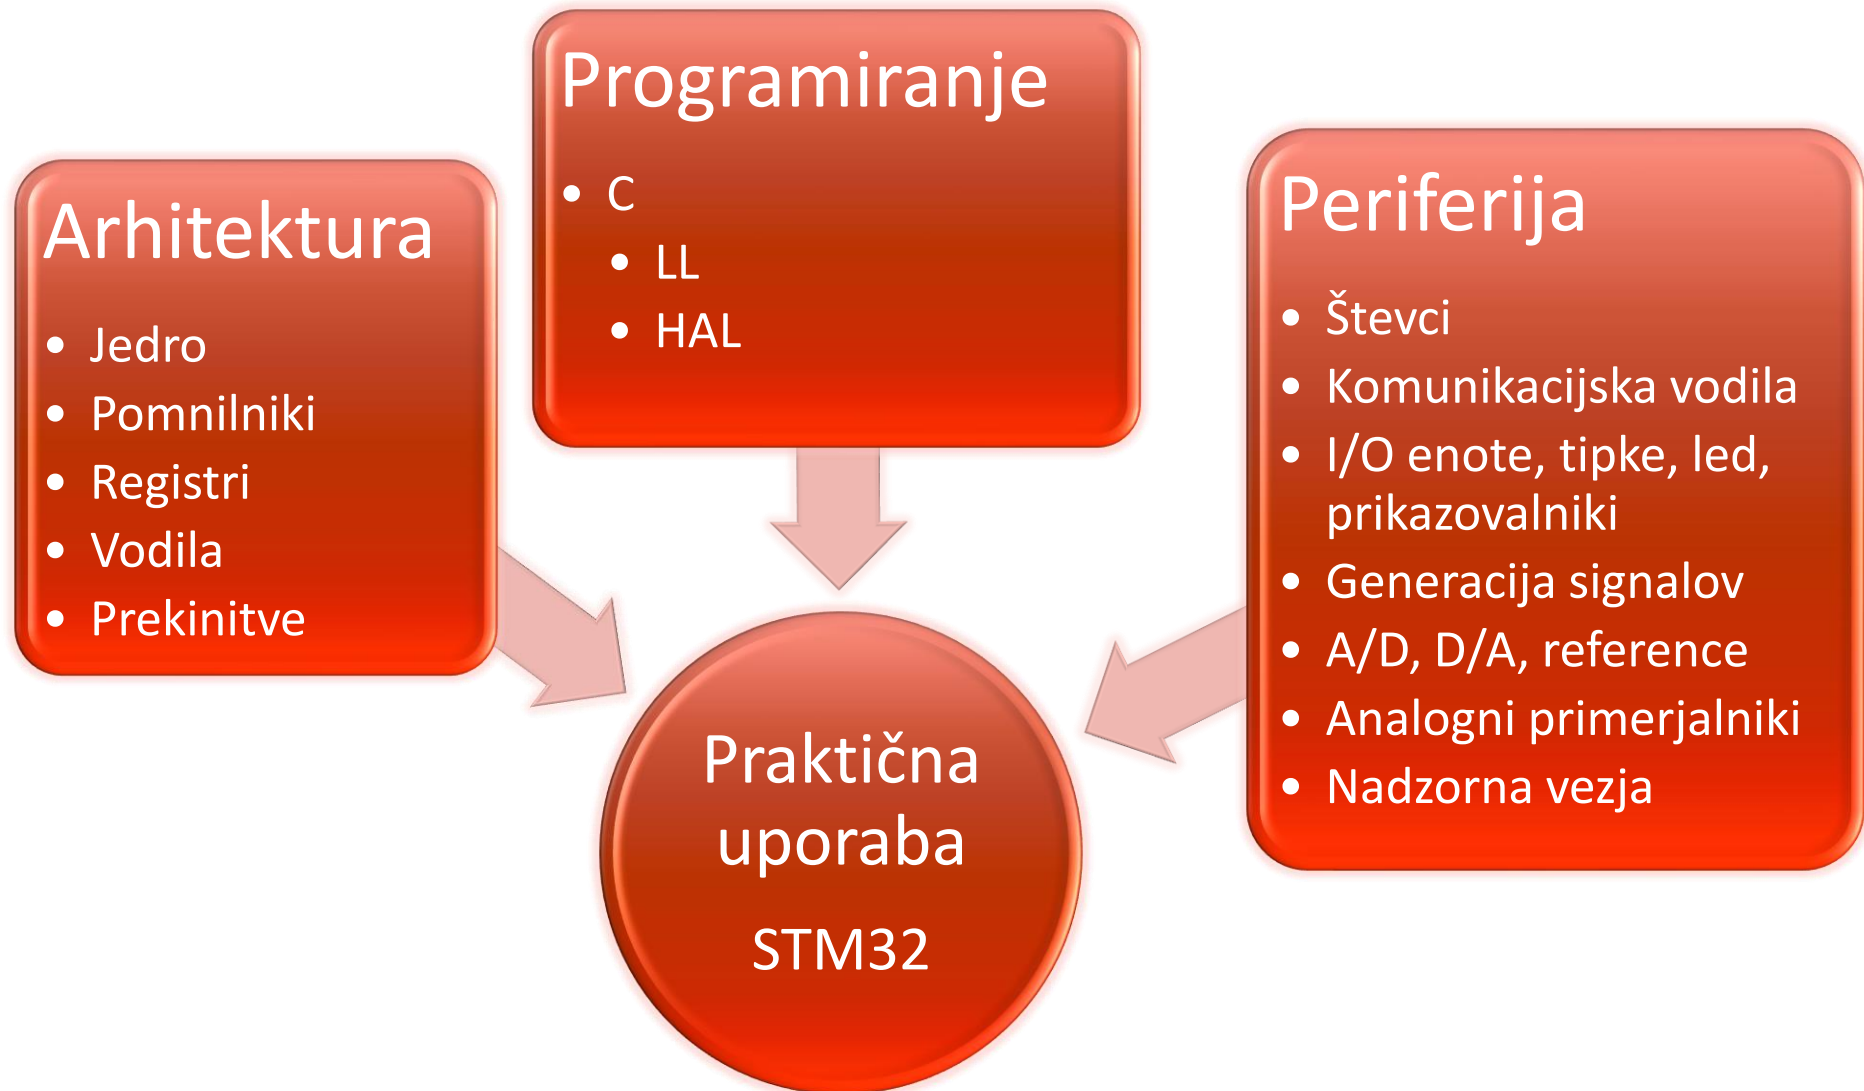 Programiranje
• C
• LL
• HAL
Arhitektura
• Jedro
• Pomnilniki
• Registri
• Vodila
• Prekinitve
Periferija
• Števci
• Komunikacijska vodila
• I/O enote, tipke, led,
prikazovalniki
• Generacija signalov
• A/D, D/A, reference
• Analogni primerjalniki
• Nadzorna vezja
Praktična
uporaba
STM32